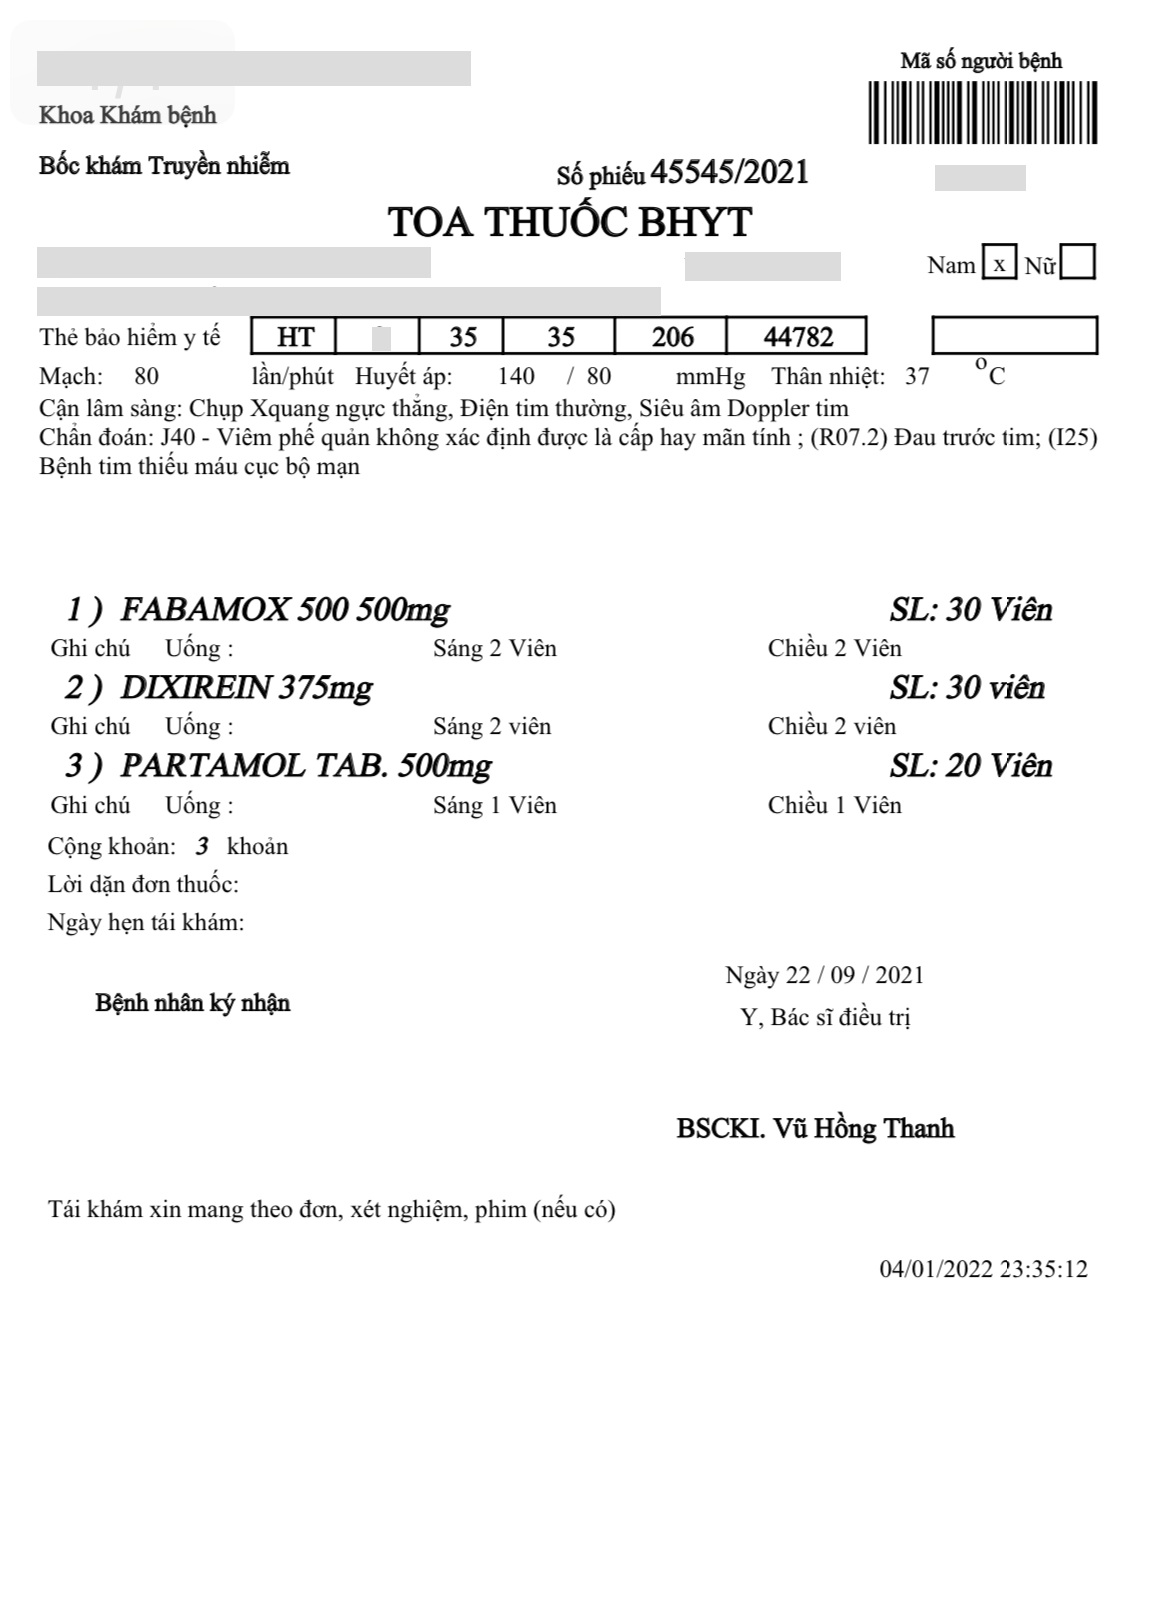 Mã số người bệnh
Khoa Khám bệnh
Bốc khám Truyền nhiễm
Số phiếu 45545/2021
TOA THUỐC BHYT
Nam x Nữ
Thẻ bảo hiểm y tế HT 35 35 206 44782
Mạch: 80 lần/phút Huyết áp: 140 / 80 mmHg Thân nhiệt: 37 °C
Cận lâm sàng: Chụp Xquang ngực thẳng, Điện tim thường, Siêu âm Doppler tim
Chẩn đoán: J40 - Viêm phế quản không xác định được là cấp hay mãn tính ; (R07.2) Đau trước tim; (I25)
Bệnh tim thiếu máu cục bộ mạn
1 ) FABAMOX 500 500mg SL: 30 Viên
Ghi chú Uống : Sáng 2 Viên Chiều 2 Viên
2 ) DIXIREIN 375mg SL: 30 viên
Ghi chú Uống : Sáng 2 viên Chiều 2 viên
3 ) PARTAMOL TAB. 500mg SL: 20 Viên
Ghi chú Uống : Sáng 1 Viên Chiều 1 Viên
Cộng khoản: 3 khoản
Lời dặn đơn thuốc:
Ngày hẹn tái khám:
Ngày 22 / 09 / 2021
Bệnh nhân ký nhận
Y, Bác sĩ điều trị
BSCKI. Vũ Hồng Thanh
Tái khám xin mang theo đơn, xét nghiệm, phim (nếu có)
04/01/2022 23:35:12